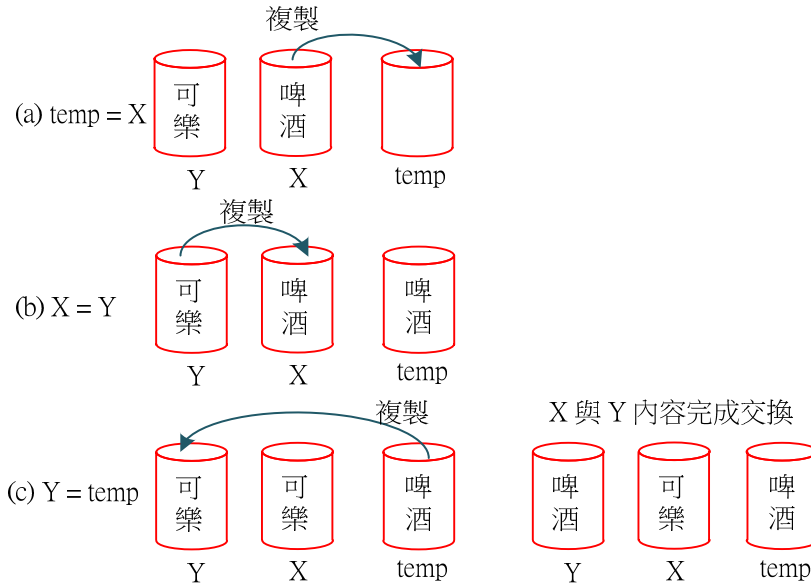 複製
(a) temp = X
可樂
啤酒
Y
X
temp
複製
(b) X = Y
可樂
啤酒
啤酒
Y
X
temp
複製
X 與 Y 內容完成交換
(c) Y = temp
可樂
可樂
啤酒
啤酒
可樂
啤酒
Y
X
temp
Y
X
temp